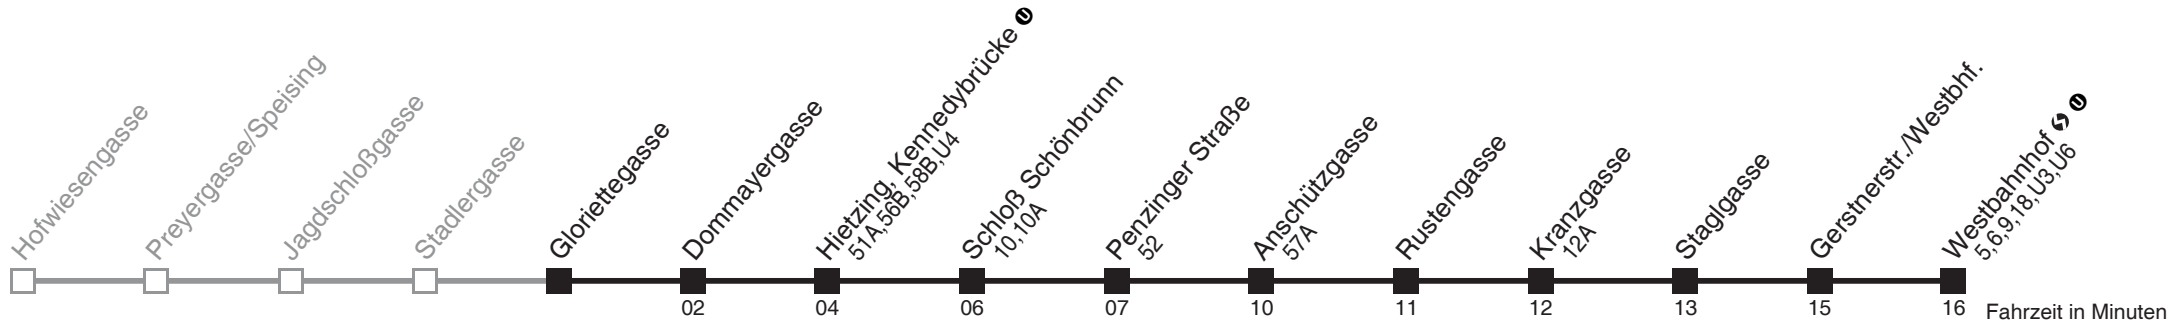 Hofwiesengasse
Preyergasse/Speising
Jagdschloßgasse
Stadlergasse
Gloriettegasse
Dommayergasse
02
Hietzing, Kennedybrücke U
51A,56B,58B,U4
04
Schloß Schönbrunn
10,10A
06
Penzinger Straße
52
07
Anschützgasse
57A
10
Rustengasse
11
Kranzgasse
12A
12
Staglgasse
13
Gerstnerstr./Westbhf.
15
Westbahnhof S U
5,6,9,18,U3,U6
16
Fahrzeit in Minuten